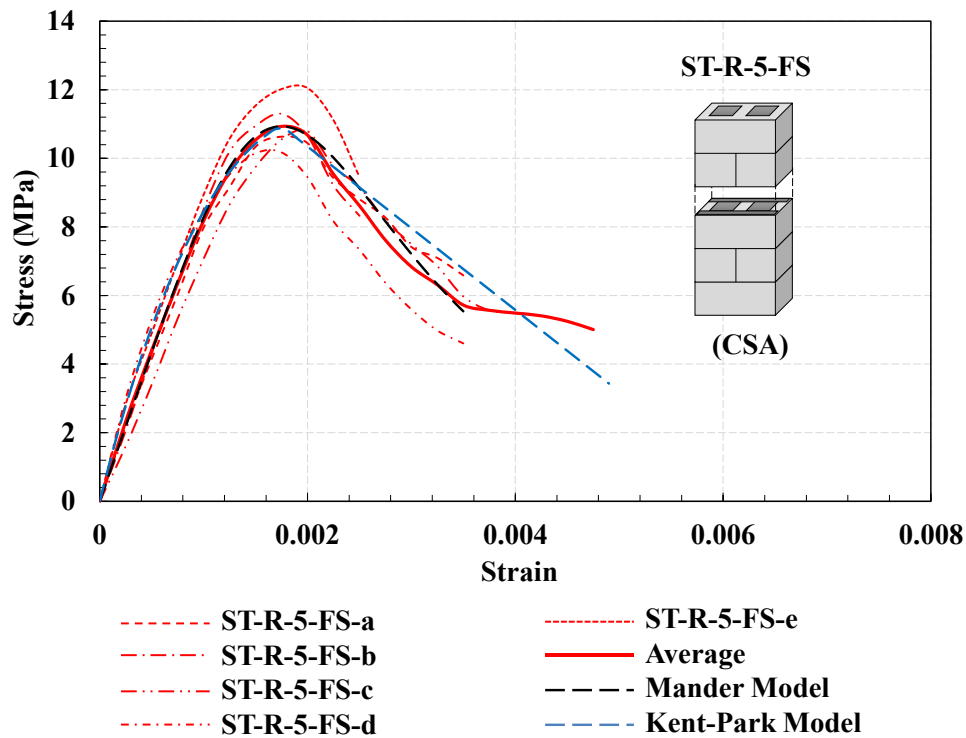 14
12
10
8
6
4
2
0
Stress (MPa)
0
0.002
0.004
0.006
0.008
Strain
ST-R-5-FS
(CSA)
ST-R-5-FS-a
ST-R-5-FS-b
ST-R-5-FS-c
ST-R-5-FS-d
ST-R-5-FS-e
Average
Mander Model
Kent-Park Model